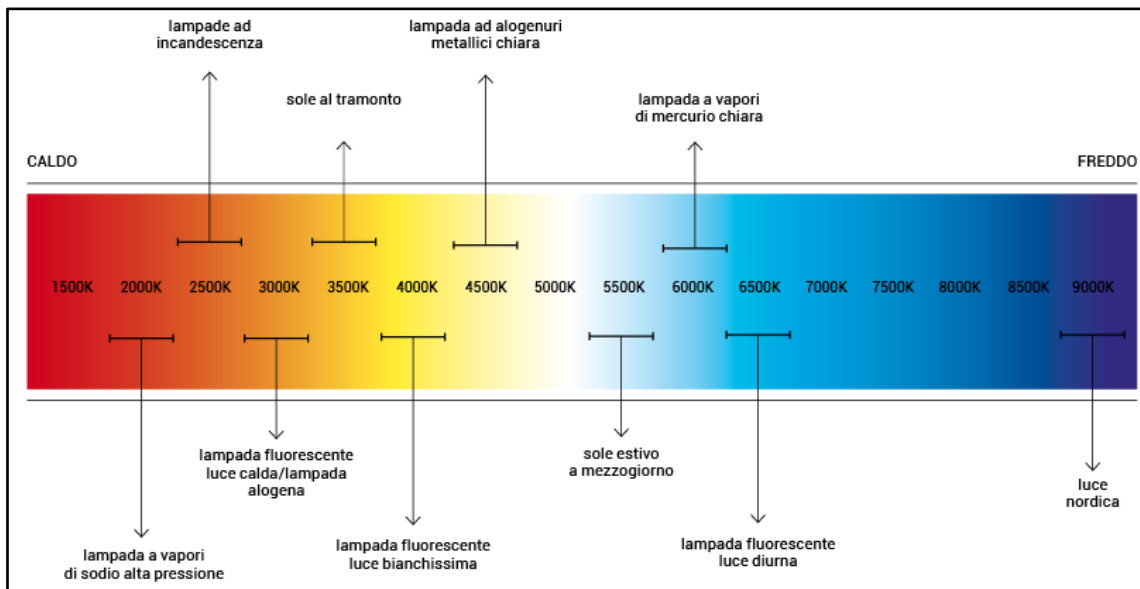 lampade ad
incandescenza
lampada ad alogenuri
metallici chiara
sole al tramonto
lampada a vapori
di mercurio chiara
CALDO
FREDDO
1500K 2000K 2500K 3000K 3500K 4000K 4500K 5000K 5500K 6000K 6500K 7000K 7500K 8000K 8500K 9000K
lampada fluorescente
luce calda/lampada
alogena
sole estivo
a mezzogiorno
luce
nordica
lampada a vapori
di sodio alta pressione
lampada fluorescente
luce bianchissima
lampada fluorescente
luce diurna